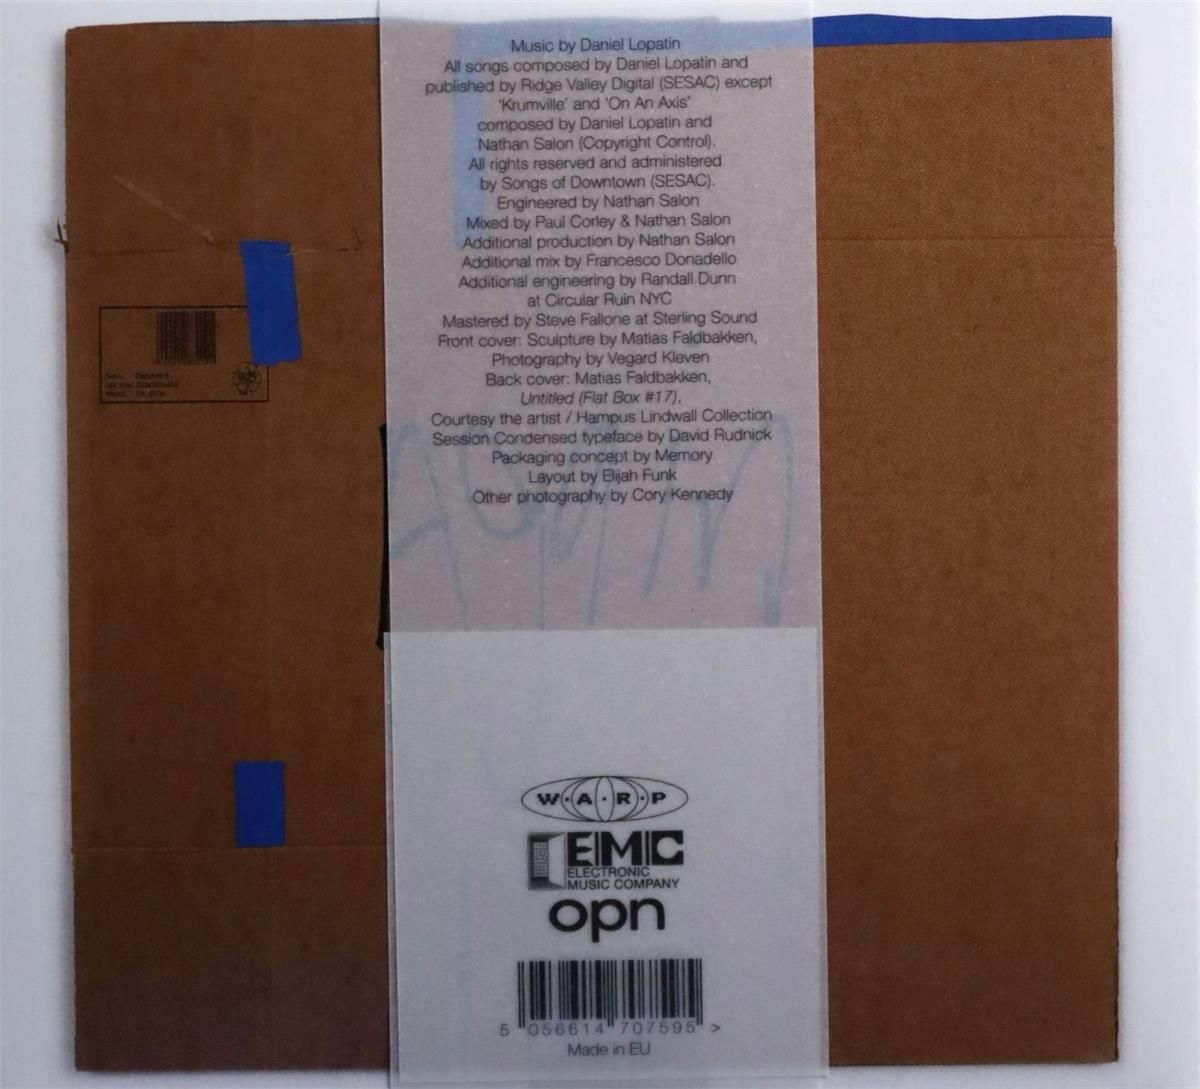 Music by Daniel Lopatin
All songs composed by Daniel Lopatin and
published by Ridge Valley Digital (SESAC) except
'Krumville' and 'On An Axis'
composed by Daniel Lopatin and
Nathan Salon (Copyright Control).
All rights reserved and administered
by Songs of Downtown (SESAC).
Engineered by Nathan Salon
Mixed by Paul Corley & Nathan Salon
Additional production by Nathan Salon
Additional mix by Francesco Donadello
Additional engineering by Randall Dunn
at Circular Ruin NYC
Mastered by Steve Fallone at Sterling Sound
Front cover: Sculpture by Matias Faldbakken,
Photography by Vegard Kleven
Back cover: Matias Faldbakken,
Untitled (Flat Box #17),
Courtesy the artist / Hampus Lindwall Collection
Session Condensed typeface by David Rudnick
Packaging concept by Memory
Layout by Elijah Funk
Other photography by Cory Kennedy
W·A·R·P
EMC
ELECTRONIC
MUSIC COMPANY
opn
5 056614 707595 >
Made in EU